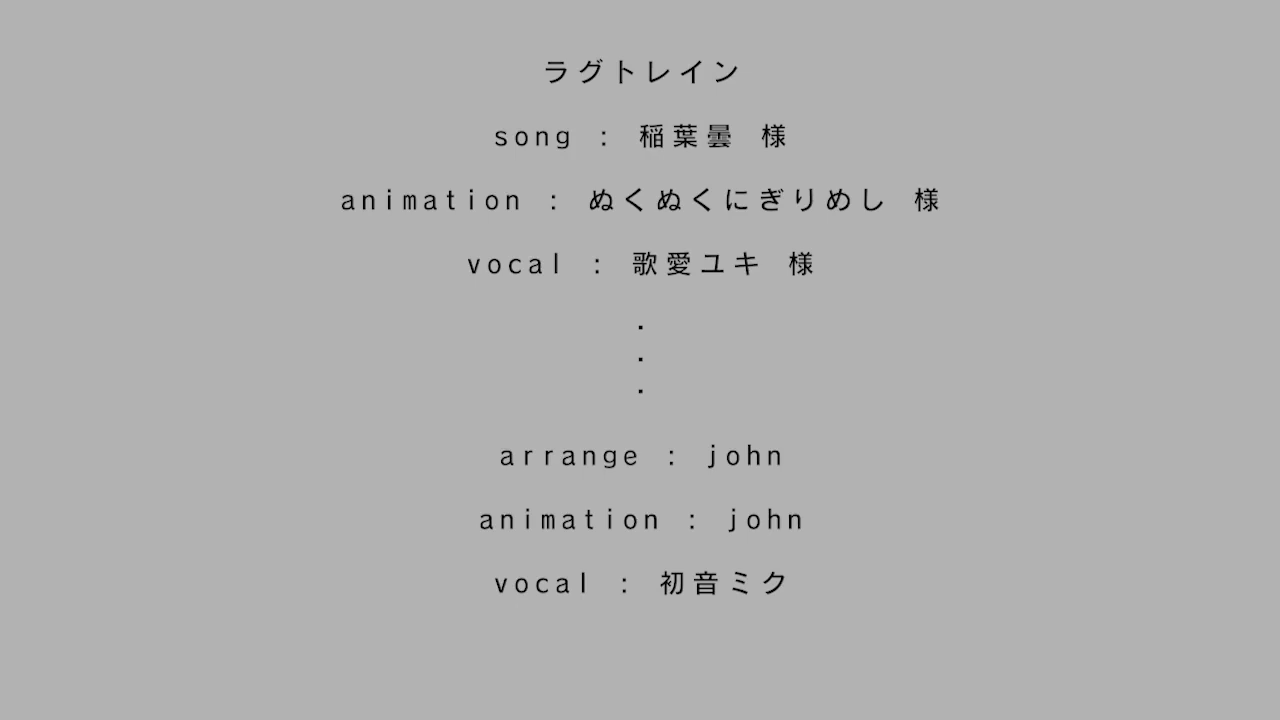 ラグトレイン
song : 稲葉曇 様
animation : ぬくぬくにぎりめし 様
vocal : 歌愛ユキ 様
.
.
.
arrange : john
animation : john
vocal : 初音ミク